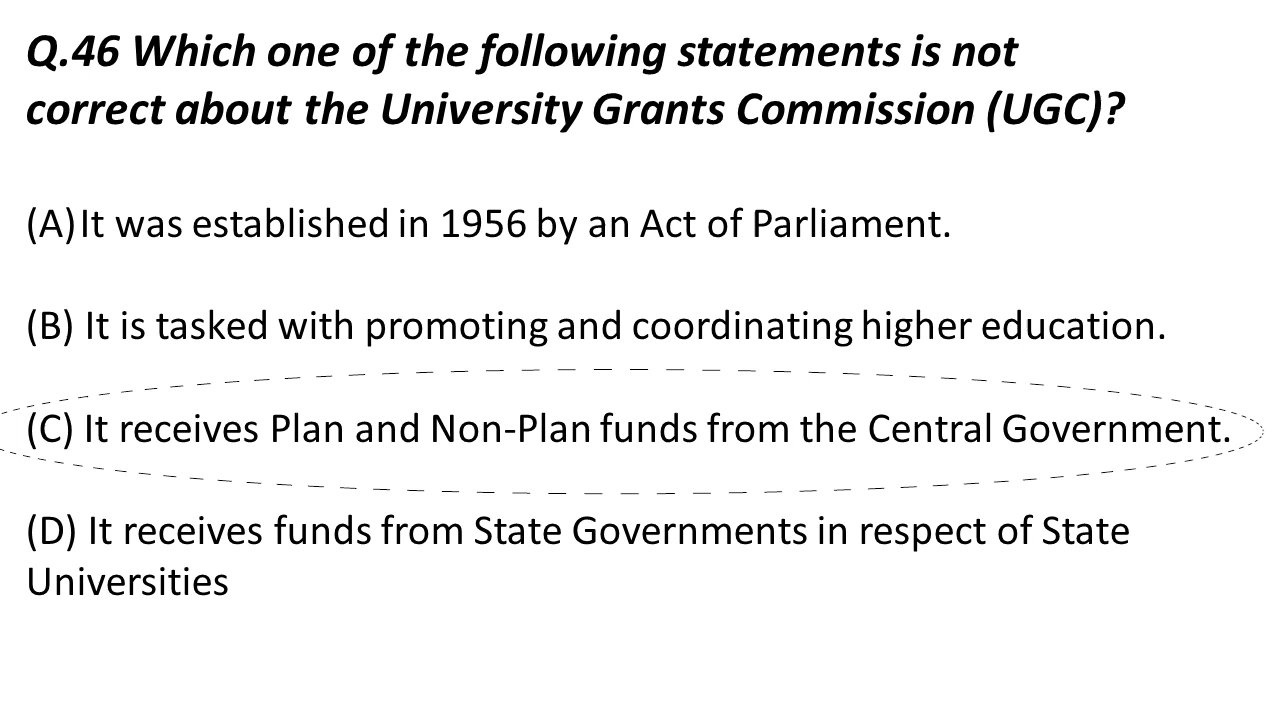 Q.46 Which one of the following statements is not
correct about the University Grants Commission (UGC)?
(A) It was established in 1956 by an Act of Parliament.
(B) It is tasked with promoting and coordinating higher education.
(C) It receives Plan and Non-Plan funds from the Central Government.
(D) It receives funds from State Governments in respect of State
Universities